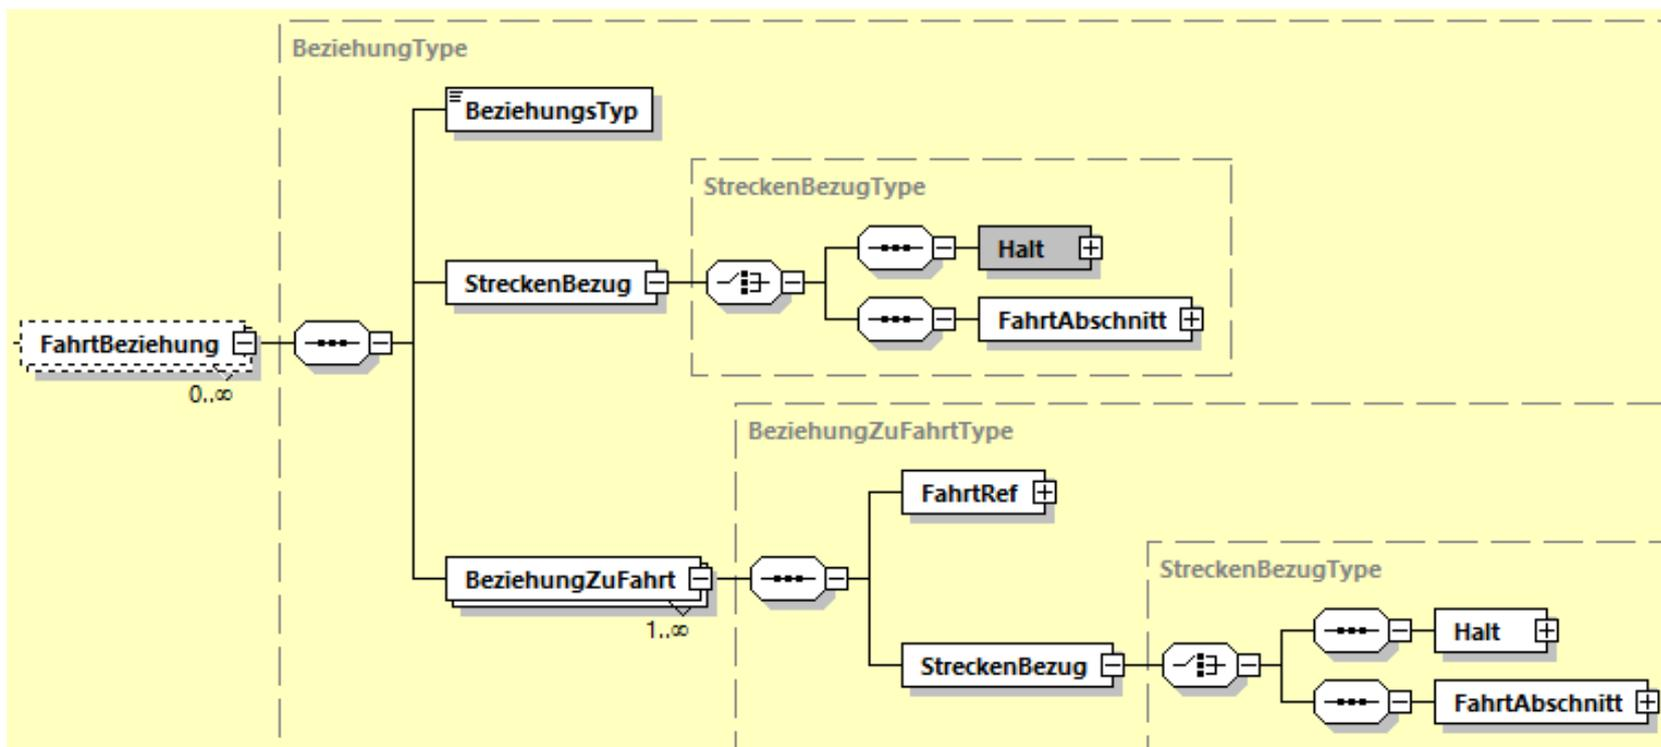 BeziehungType
BeziehungsTyp
StreckenBezugType
Halt
StreckenBezug
FahrtAbschnitt
FahrtBeziehung
0..∞
BeziehungZuFahrtType
FahrtRef
StreckenBezugType
BeziehungZuFahrt
1..∞
Halt
StreckenBezug
FahrtAbschnitt